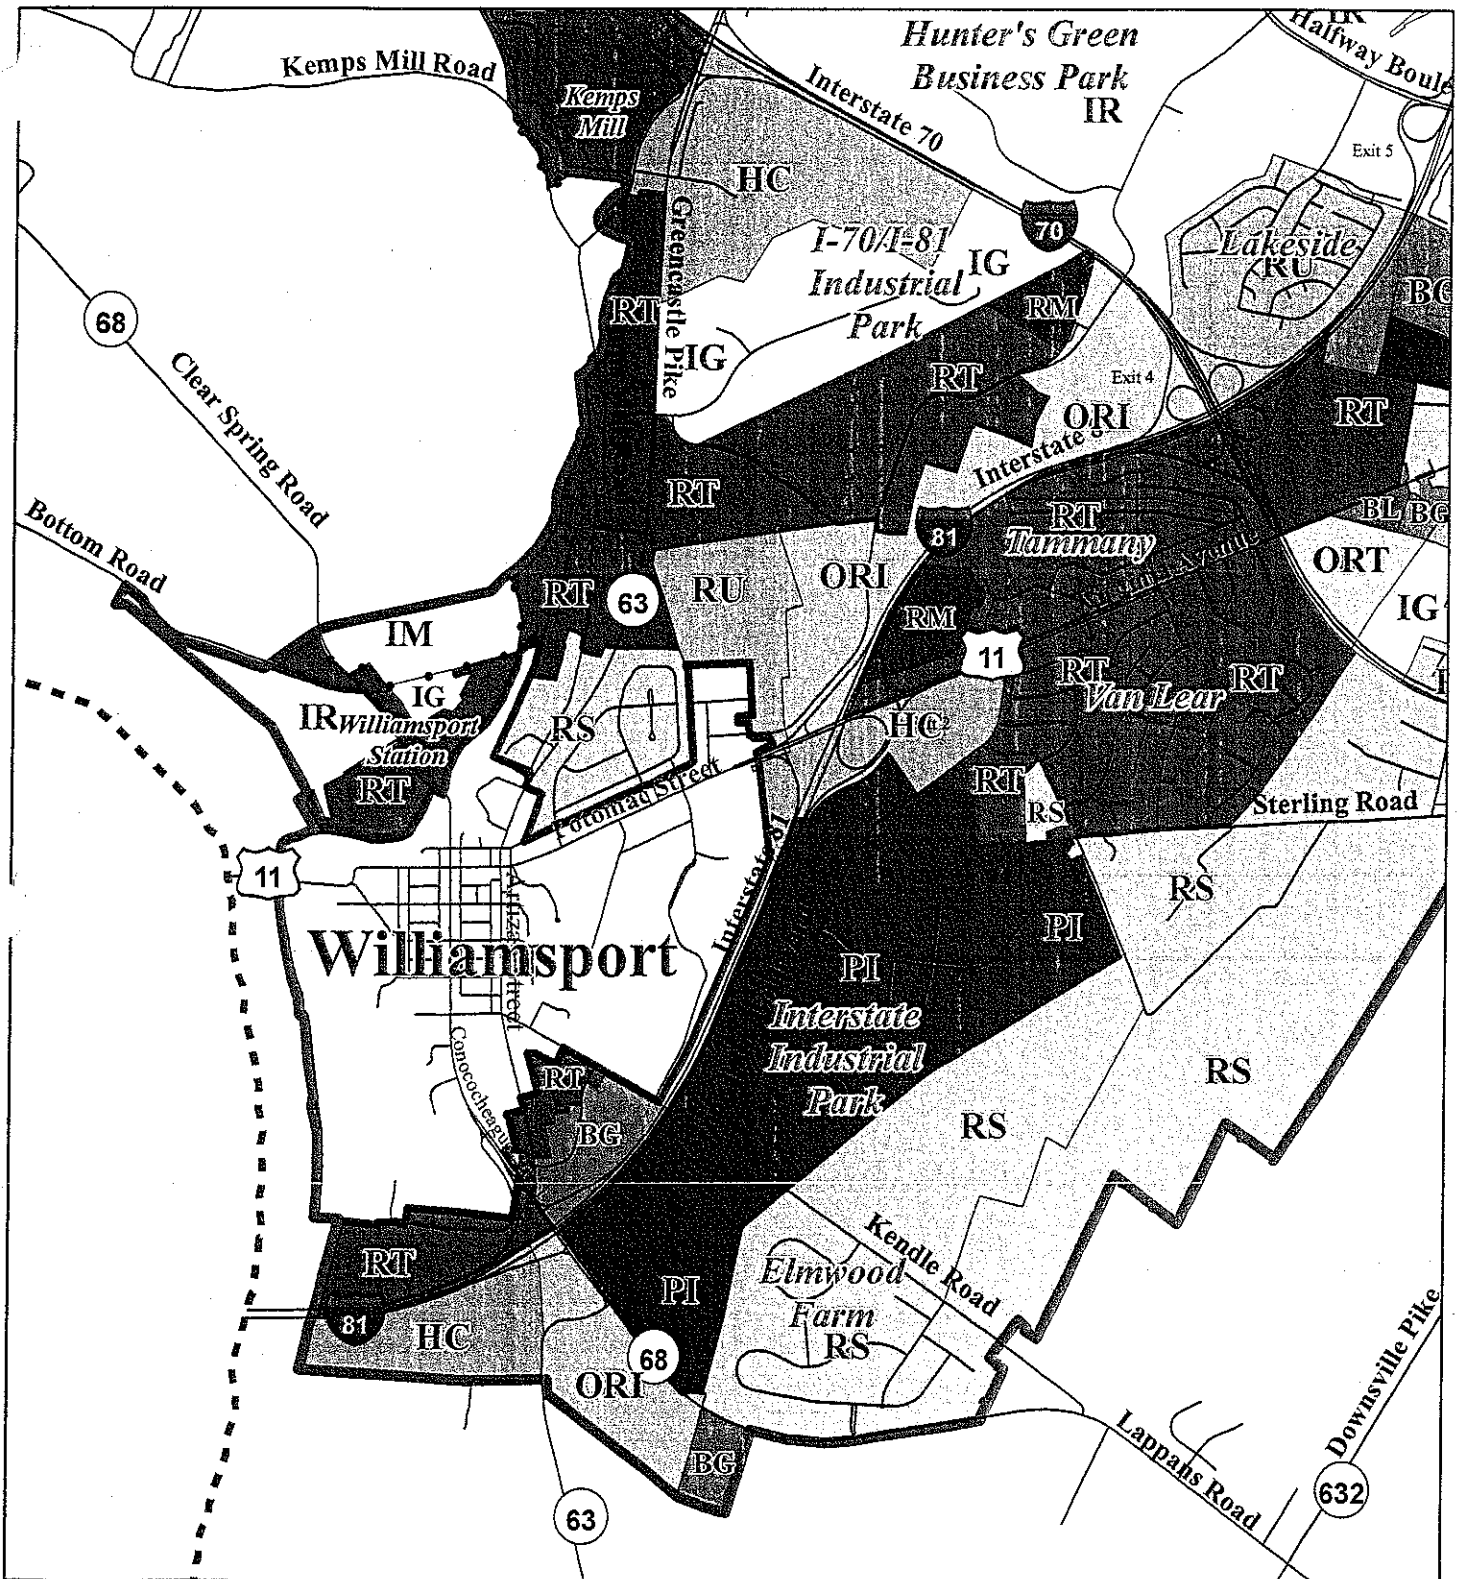 Kemps Mill Road
Kemps
Mill
Hunter's Green
Business Park
IR
Interstate 70
Halfway Boule
Exit 5
HC
Greencastle Pike
I-70/I-81
Industrial
Park
IG
70
Lakeside
RU
68
RT
IG
RM
RT
Exit 4
ORI
RT
Clear Spring Road
Interstate 8
RT
BL
BG
Bottom Road
81
RT
Tammany
ORT
RT
63
RU
ORI
RM
IG
IM
11
IG
IR
Williamsport
Station
RT
RS
HC
RT
Van Lear
RT
RT
RS
Potomac Street
Sterling Road
Interstate 81
11
RS
Artizan Street
PI
Williamsport
PI
Interstate
Industrial
Park
Conococheague
RT
BG
RS
RS
Kendle Road
RT
PI
Elmwood
Farm
RS
81
HC
68
ORI
BG
Lappans Road
Downsville Pike
632
63